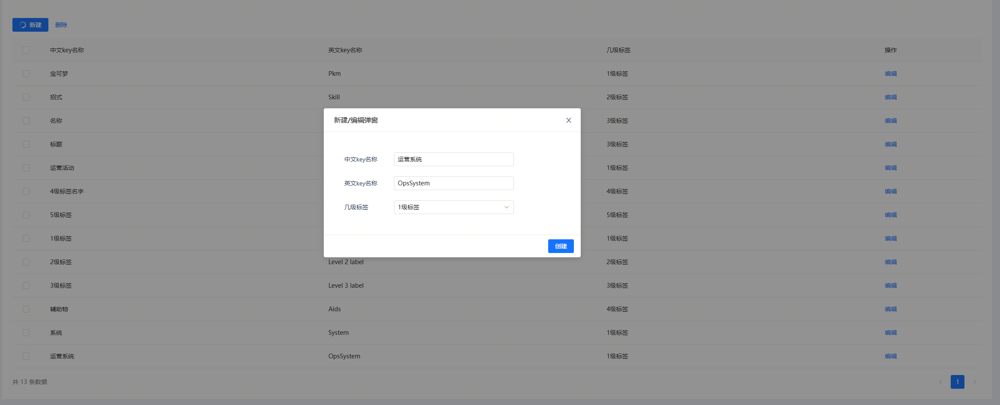 新建 删除
中文key名称 英文key名称 几级标签 操作
宝可梦 Pkm 1级标签 编辑
招式 Skill 2级标签 编辑
名称 3级标签 编辑
标题 3级标签 编辑
运营活动 1级标签 编辑
4级标签名字 4级标签 编辑
5级标签 5级标签 编辑
1级标签 1级标签 编辑
2级标签 Level 2 label 2级标签 编辑
3级标签 Level 3 label 3级标签 编辑
辅助物 Aids 4级标签 编辑
系统 System 1级标签 编辑
运营系统 OpsSystem 1级标签 编辑
共 13 条数据 1
新建/编辑弹窗
中文key名称 运营系统
英文key名称 OpsSystem
几级标签 1级标签
创建